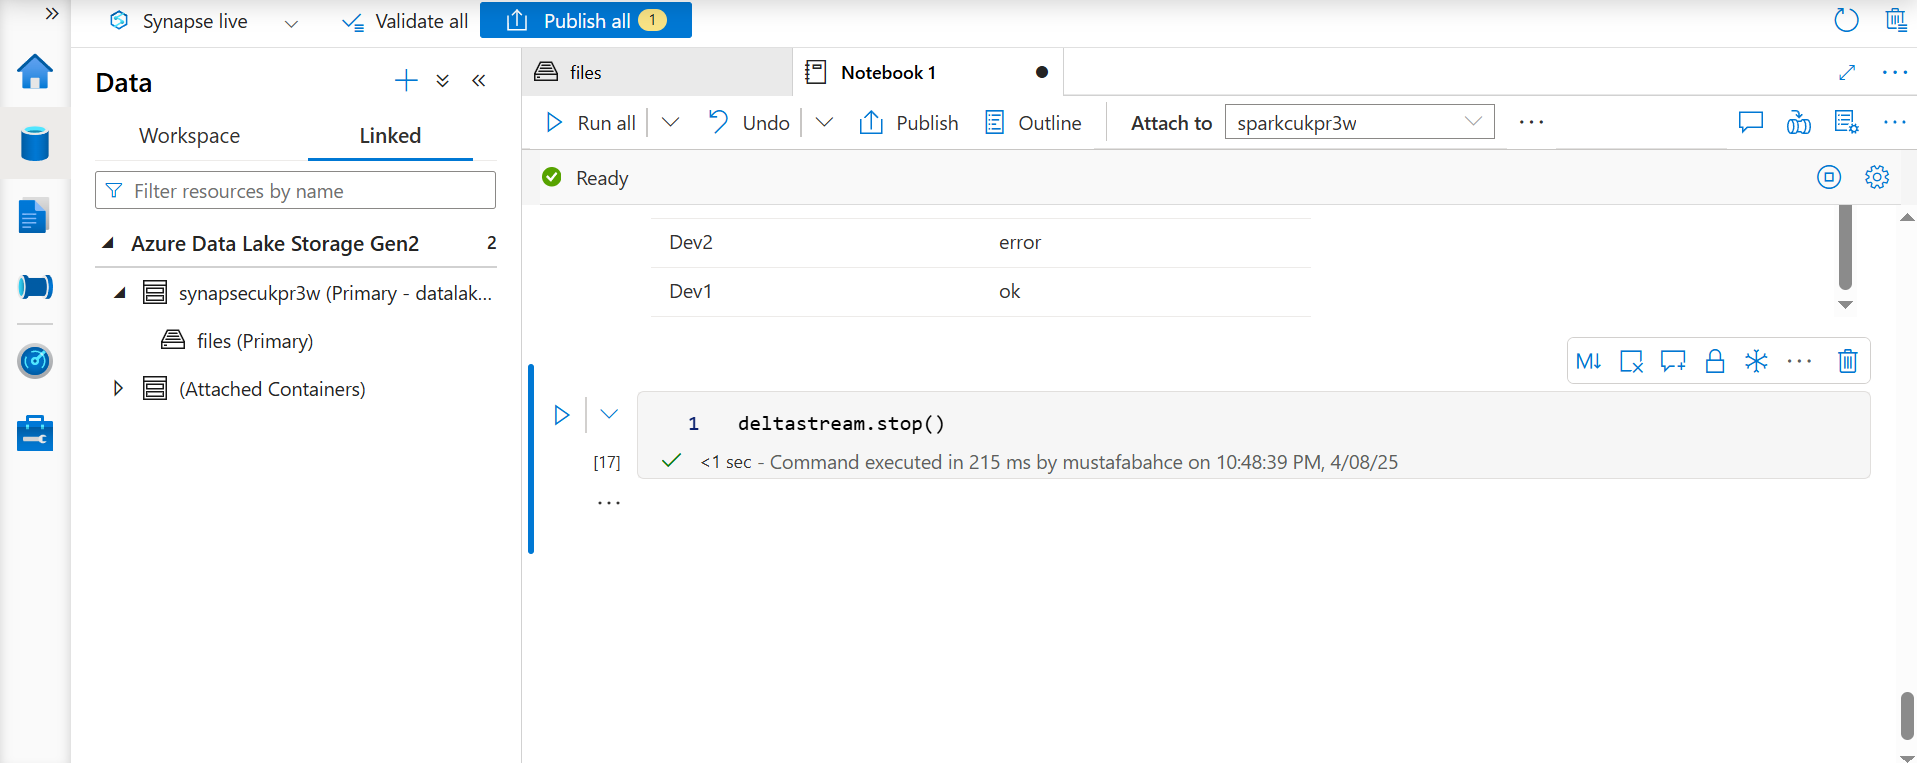 Synapse live
Validate all
Publish all 1
Data
Workspace
Linked
Filter resources by name
Azure Data Lake Storage Gen2 2
synapsecukpr3w (Primary - datalak...
files (Primary)
(Attached Containers)
files
Notebook 1
Run all
Undo
Publish
Outline
Attach to
sparkcukpr3w
Ready
Dev2 error
Dev1 ok
M↓
1 deltastream.stop()
[17] <1 sec - Command executed in 215 ms by mustafabahce on 10:48:39 PM, 4/08/25